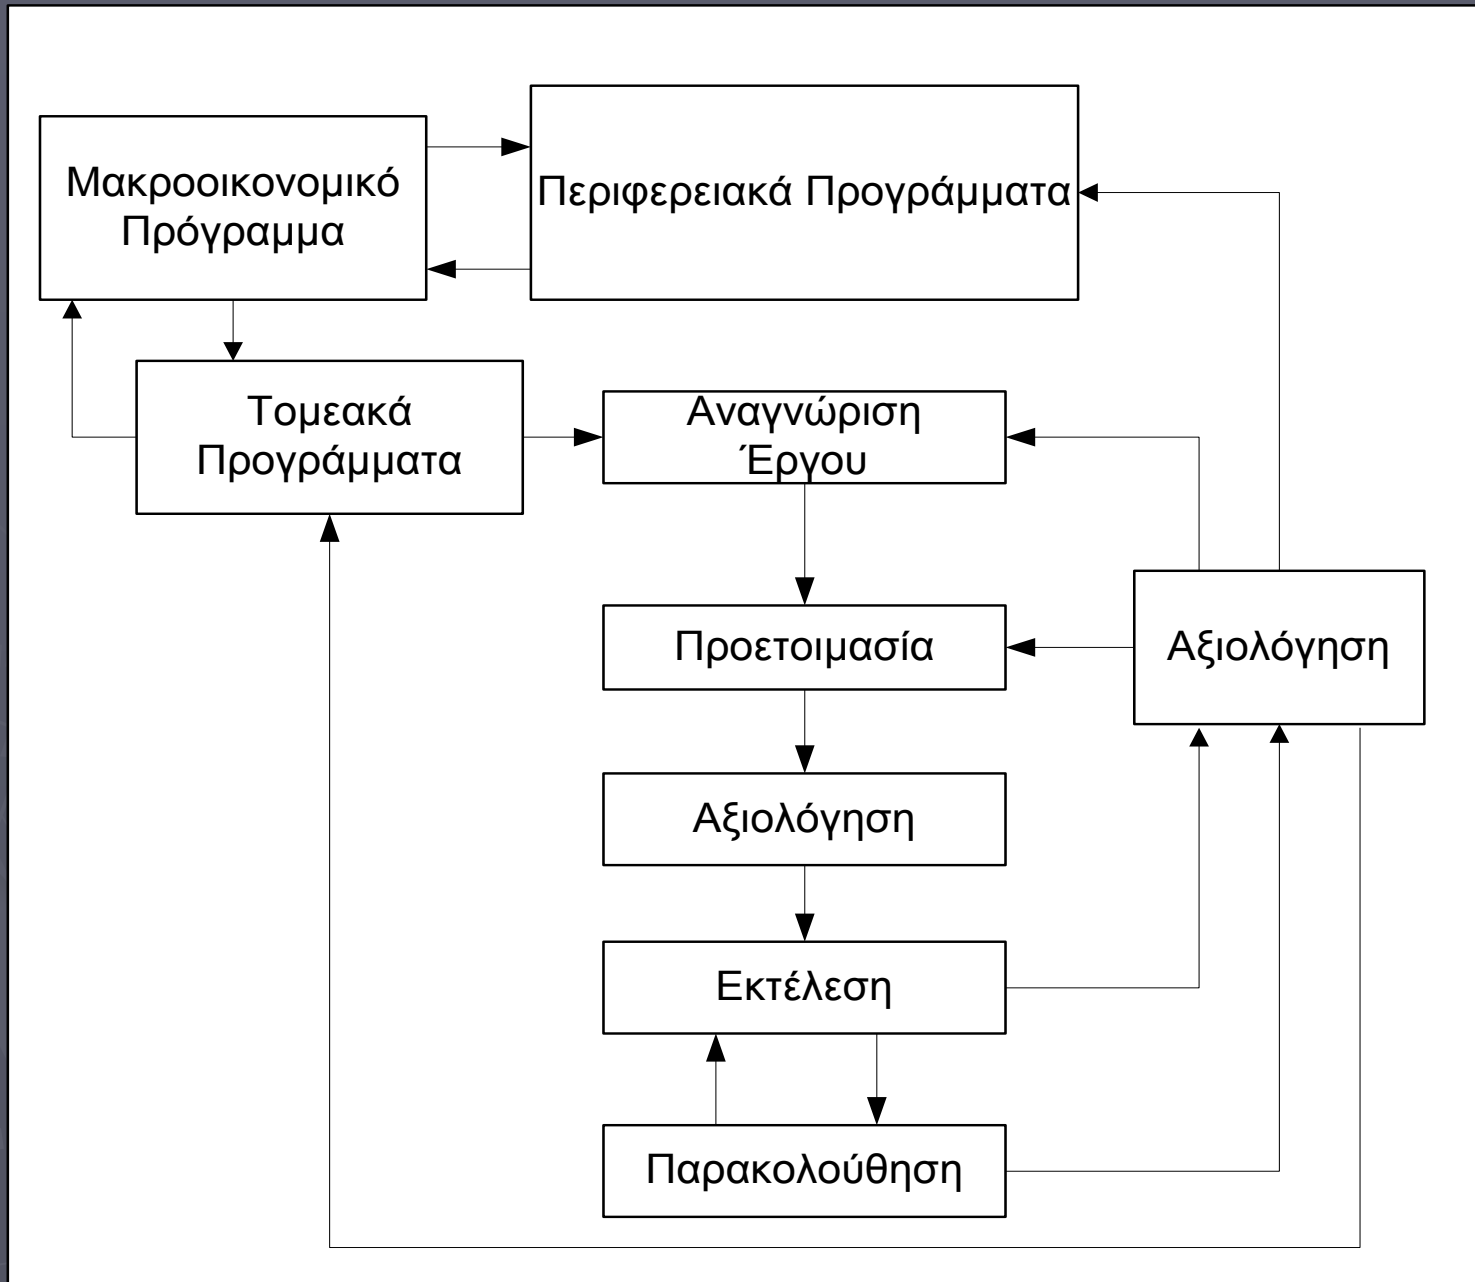 Μακροοικονομικό
Πρόγραμμα
Περιφερειακά Προγράμματα
Τομεακά
Προγράμματα
Αναγνώριση
Έργου
Προετοιμασία
Αξιολόγηση
Αξιολόγηση
Εκτέλεση
Παρακολούθηση